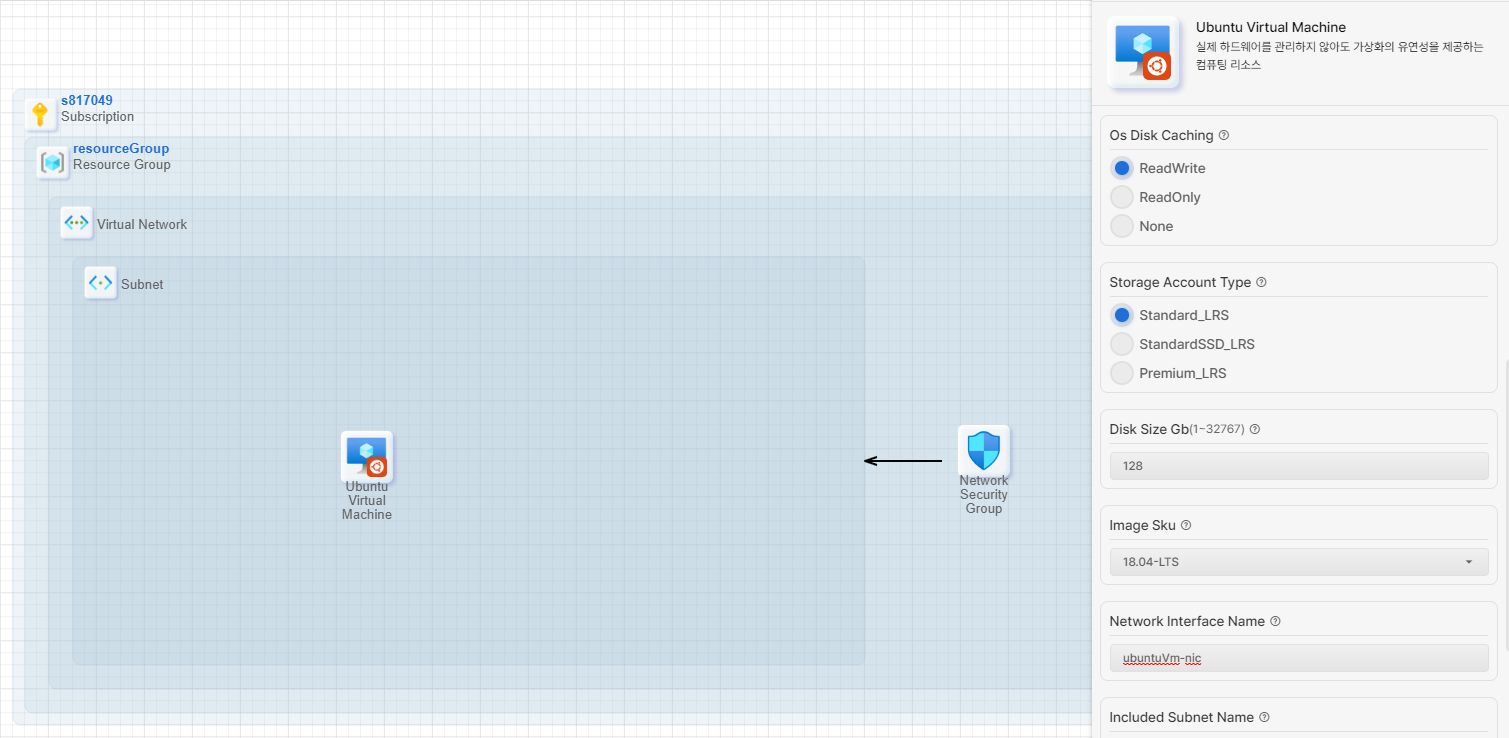 s817049
Subscription
resourceGroup
Resource Group
Virtual Network
Subnet
Ubuntu
Virtual
Machine
Network
Security
Group
Ubuntu Virtual Machine
실제 하드웨어를 관리하지 않아도 가상화의 유연성을 제공하는
컴퓨팅 리소스
Os Disk Caching
ReadWrite
ReadOnly
None
Storage Account Type
Standard_LRS
StandardSSD_LRS
Premium_LRS
Disk Size Gb(1~32767)
128
Image Sku
18.04-LTS
Network Interface Name
ubuntuVm-nic
Included Subnet Name